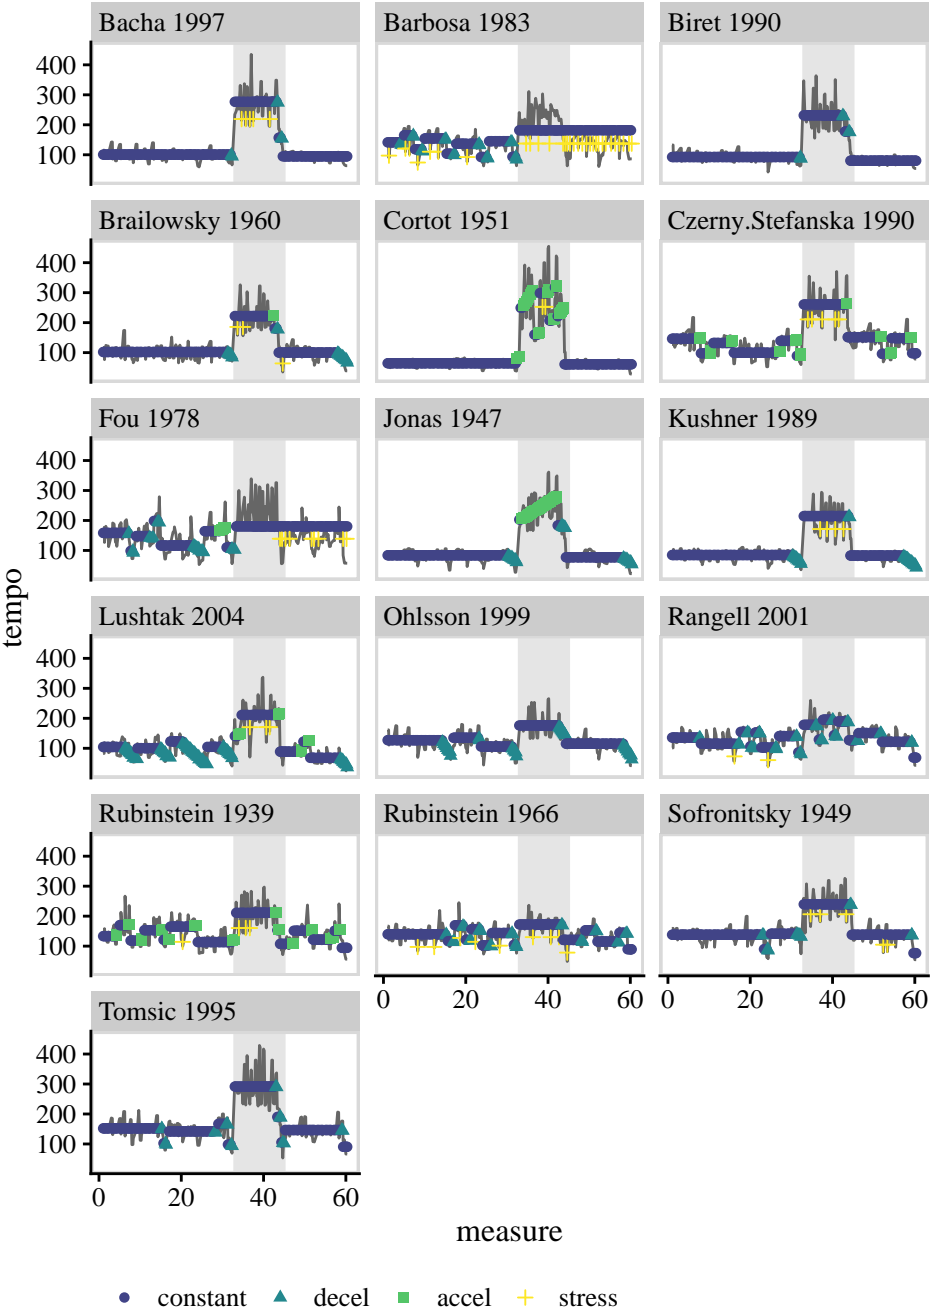 Bacha 1997 Barbosa 1983 Biret 1990
400
300
200
100
Brailowsky 1960 Cortot 1951 Czerny.Stefanska 1990
400
300
200
100
Fou 1978 Jonas 1947 Kushner 1989
400
300
200
100
tempo
Lushtak 2004 Ohlsson 1999 Rangell 2001
400
300
200
100
Rubinstein 1939 Rubinstein 1966 Sofronitsky 1949
400
300
200
100
0 20 40 60 0 20 40 60
Tomsic 1995
400
300
200
100
0 20 40 60
measure
constant decel accel stress